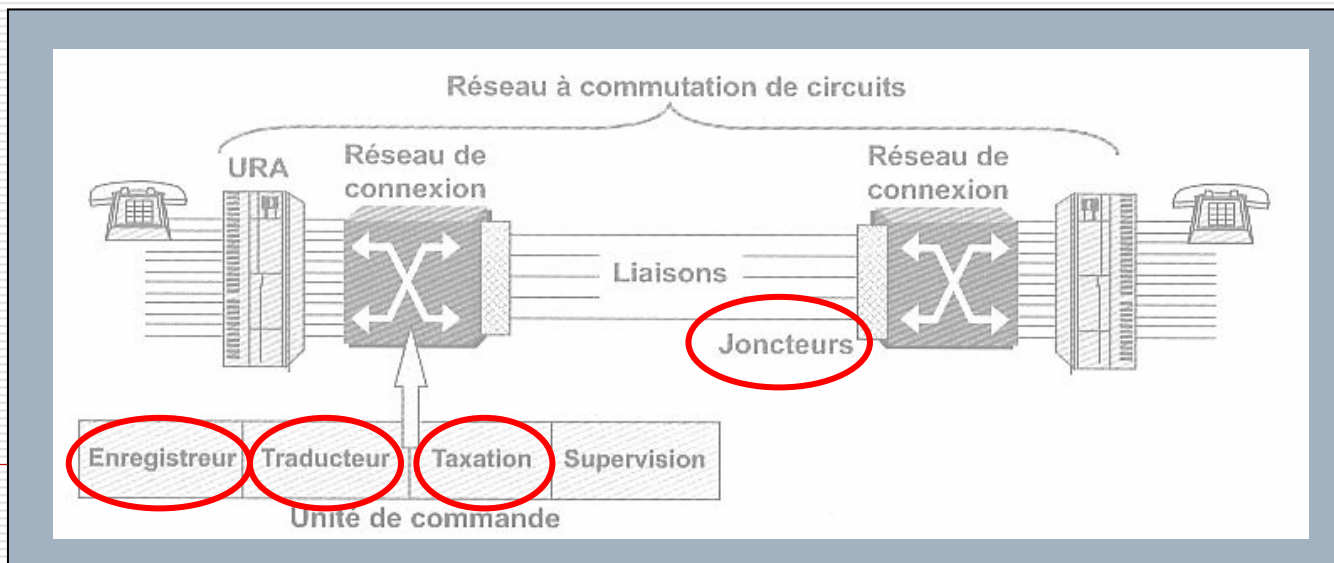 Réseau à commutation de circuits
URA
Réseau de
connexion
Réseau de
connexion
Liaisons
Joncteurs
Enregistreur
Traducteur
Taxation
Supervision
Unité de commande